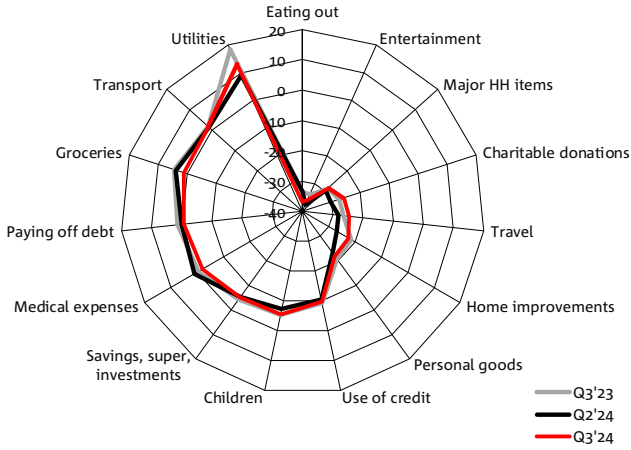 Eating out
20
Utilities
Entertainment
10
Transport
Major HH items
0
-10
Groceries
Charitable donations
-20
-30
-40
Paying off debt
Travel
Medical expenses
Home improvements
Savings, super,
investments
Personal goods
Children
Use of credit
Q3'23
Q2'24
Q3'24